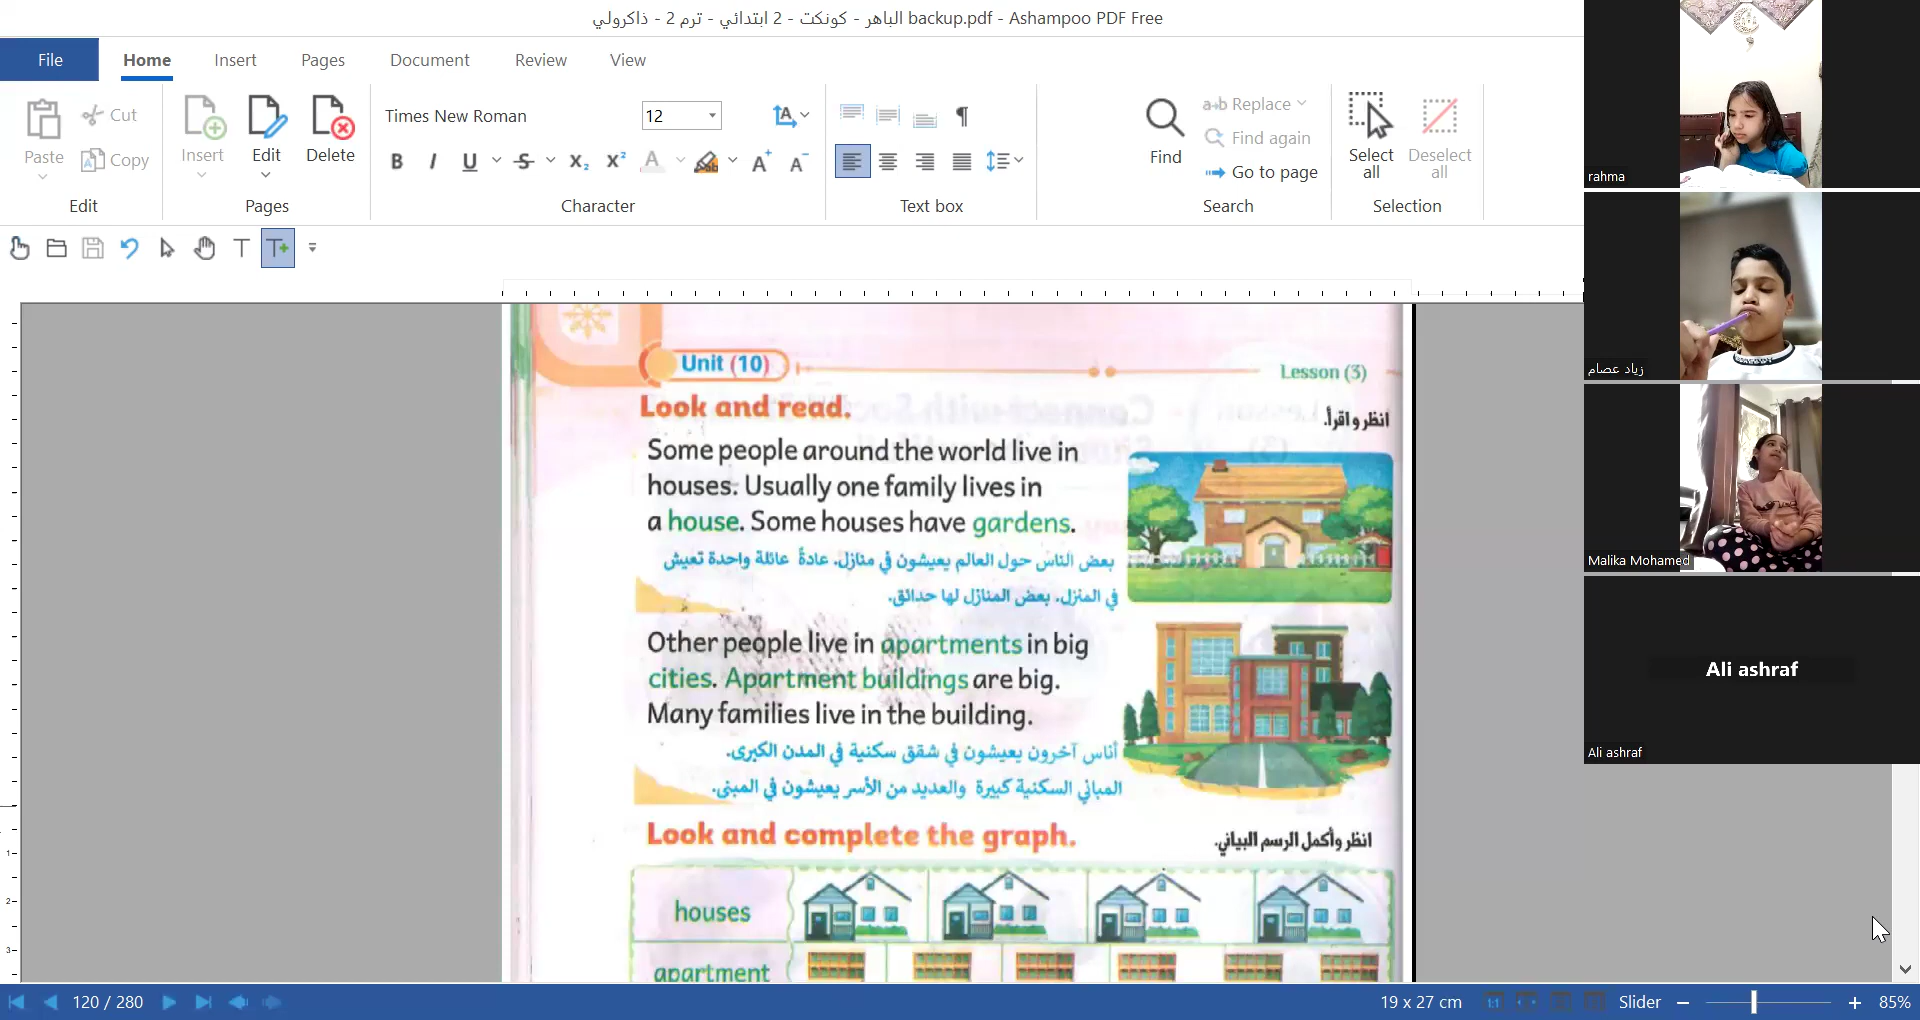 الباهر - كونكت - 2 ابتدائي - ترم 2 - ذاكرولي backup.pdf - Ashampoo PDF Free
File
Home
Insert
Pages
Document
Review
View
Paste
Cut
Copy
Edit
Insert
Edit
Delete
Pages
Times New Roman
12
Character
Text box
Find
Replace
Find again
Go to page
Search
Select all
Deselect all
Selection
Unit (10)
Lesson (3)
Look and read.
انظر واقرأ.
Some people around the world live in
houses. Usually one family lives in
a house. Some houses have gardens.
بعض الناس حول العالم يعيشون في منازل. عادةً عائلة واحدة تعيش
في المنزل. بعض المنازل لها حدائق.
Other people live in apartments in big
cities. Apartment buildings are big.
Many families live in the building.
أناس آخرون يعيشون في شقق سكنية في المدن الكبرى.
المباني السكنية كبيرة والعديد من الأسر يعيشون في المبنى.
Look and complete the graph.
انظر وأكمل الرسم البياني.
houses
apartment
rahma
زياد عصام
Malika Mohamed
Ali ashraf
Ali ashraf
120 / 280
19 x 27 cm
1:1
Slider
85%